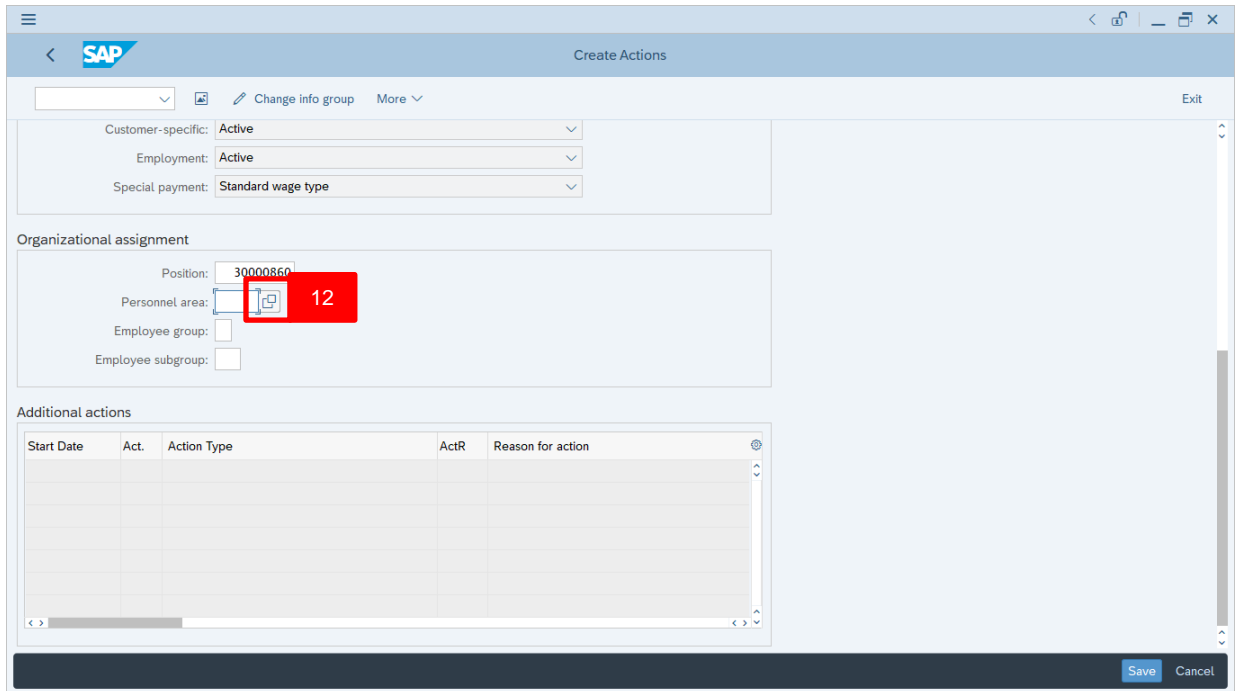 SAP
Create Actions
Change info group More Exit
Customer-specific: Active
Employment: Active
Special payment: Standard wage type
Organizational assignment
Position: 30000860
Personnel area: 12
Employee group:
Employee subgroup:
Additional actions
Start Date Act. Action Type ActR Reason for action
Save Cancel